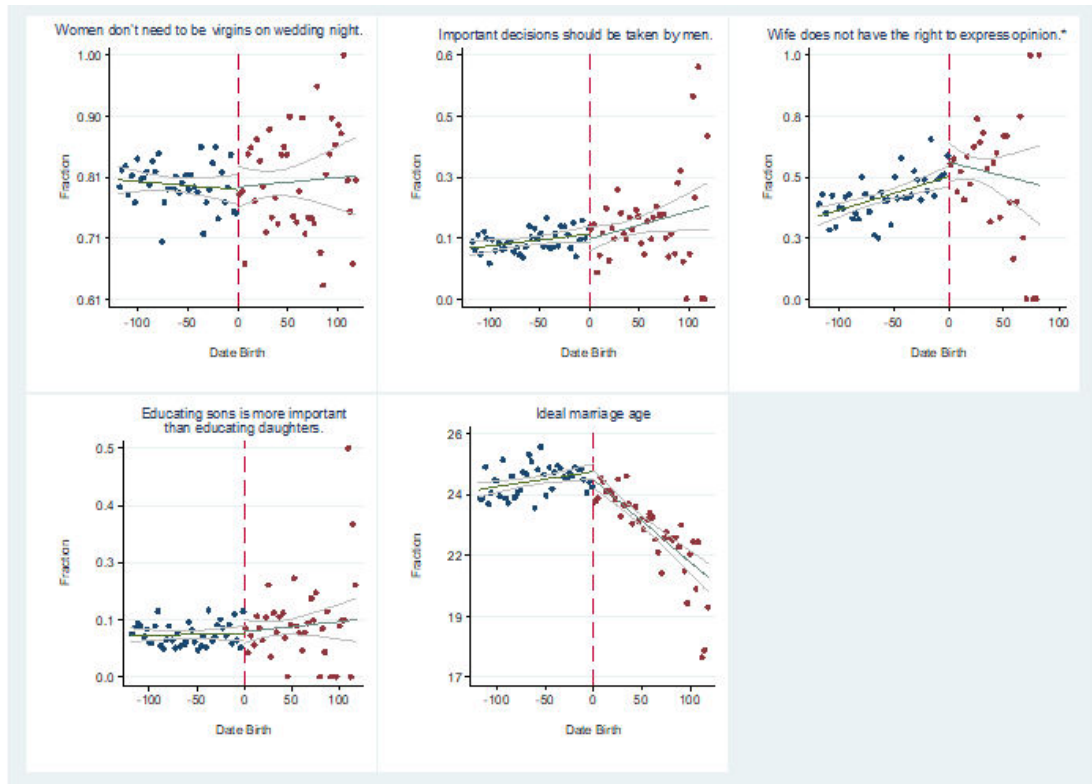 Women don't need to be virgins on wedding night.
1.00
0.90
0.81
0.71
0.61
Fraction
-100 -50 0 50 100
Date Birth
Important decisions should be taken by men.
0.6
0.5
0.3
0.1
0.0
Fraction
-100 -50 0 50 100
Date Birth
Wife does not have the right to express opinion.*
1.0
0.8
0.5
0.3
0.0
Fraction
-100 -50 0 50 100
Date Birth
Educating sons is more important
than educating daughters.
0.5
0.4
0.3
0.1
0.0
Fraction
-100 -50 0 50 100
Date Birth
Ideal marriage age
26
24
22
19
17
Fraction
-100 -50 0 50 100
Date Birth